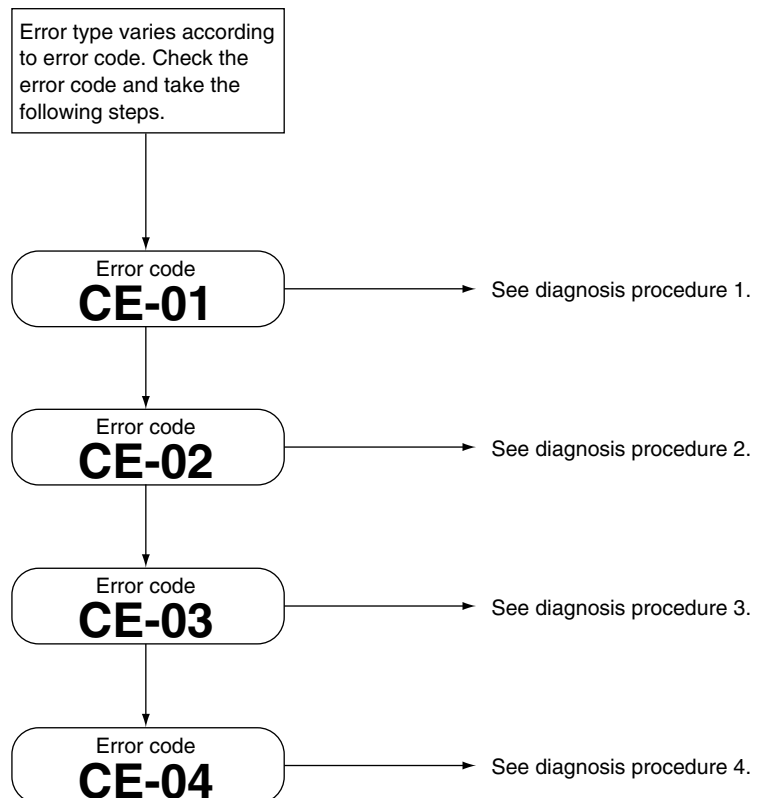 Error type varies according
to error code. Check the
error code and take the
following steps.
Error code
CE-01
See diagnosis procedure 1.
Error code
CE-02
See diagnosis procedure 2.
Error code
CE-03
See diagnosis procedure 3.
Error code
CE-04
See diagnosis procedure 4.